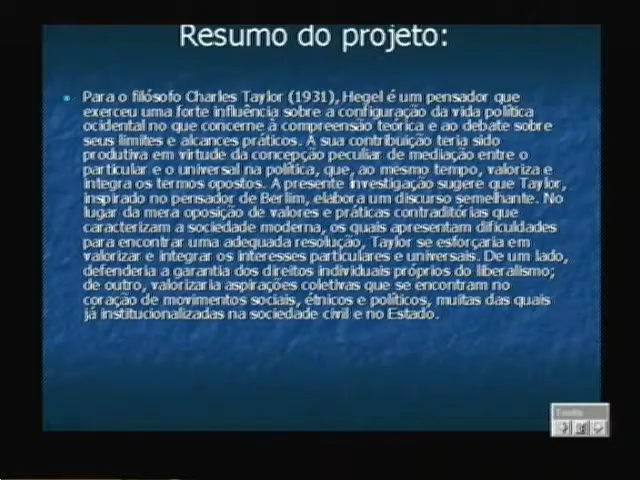 Resumo do projeto:
Para o filósofo Charles Taylor (1931), Hegel é um pensador que
exerceu uma forte influência sobre a configuração da vida política
ocidental no que concerne à compreensão teórica e ao debate sobre
seus limites e alcances práticos. A sua contribuição teria sido
produtiva em virtude da concepção peculiar de mediação entre o
particular e o universal na política, que, ao mesmo tempo, valoriza e
integra os termos opostos. A presente investigação sugere que Taylor,
inspirado no pensador de Berlim, elabora um discurso semelhante. No
lugar da mera oposição de valores e práticas contraditórias que
caracterizam a sociedade moderna, os quais apresentam dificuldades
para encontrar uma adequada resolução, Taylor se esforçaria em
valorizar e integrar os interesses particulares e universais. De um lado,
defenderia a garantia dos direitos individuais próprios do liberalismo;
de outro, valorizaria aspirações coletivas que se encontram no
coração de movimentos sociais, étnicos e políticos, muitas das quais
já institucionalizadas na sociedade civil e no Estado.